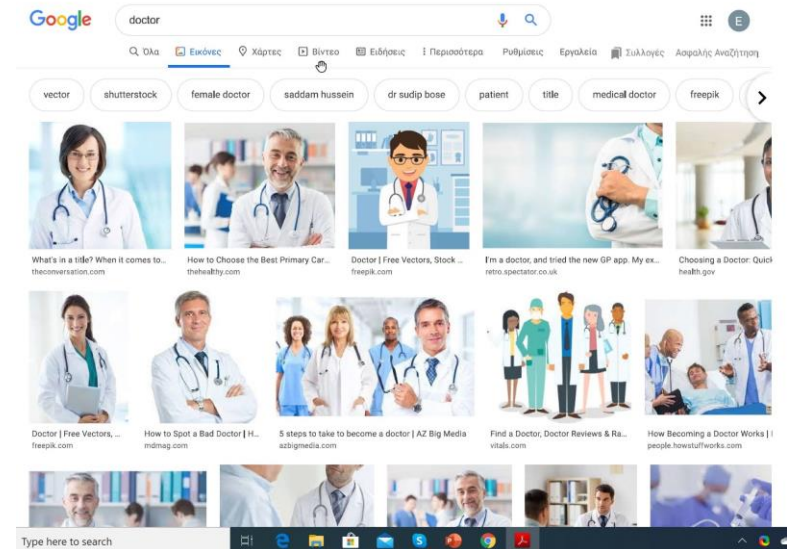 Google
doctor
E
Όλα Εικόνες Χάρτες Βίντεο Ειδήσεις Περισσότερα Ρυθμίσεις Εργαλεία Συλλογές Ασφαλής Αναζήτηση
vector shutterstock female doctor saddam hussein dr sudip bose patient title medical doctor freepik
What's in a title? When it comes to... How to Choose the Best Primary Car... Doctor | Free Vectors, Stock ... I'm a doctor, and tried the new GP app. My ex... Choosing a Doctor: Quick
theconversation.com thehealthy.com freepik.com retro.spectator.co.uk health.gov
Doctor | Free Vectors, ... How to Spot a Bad Doctor | H... 5 steps to take to become a doctor | AZ Big Media Find a Doctor, Doctor Reviews & Ra... How Becoming a Doctor Works |
freepik.com mdmag.com azbigmedia.com vitals.com people.howstuffworks.com
Type here to search